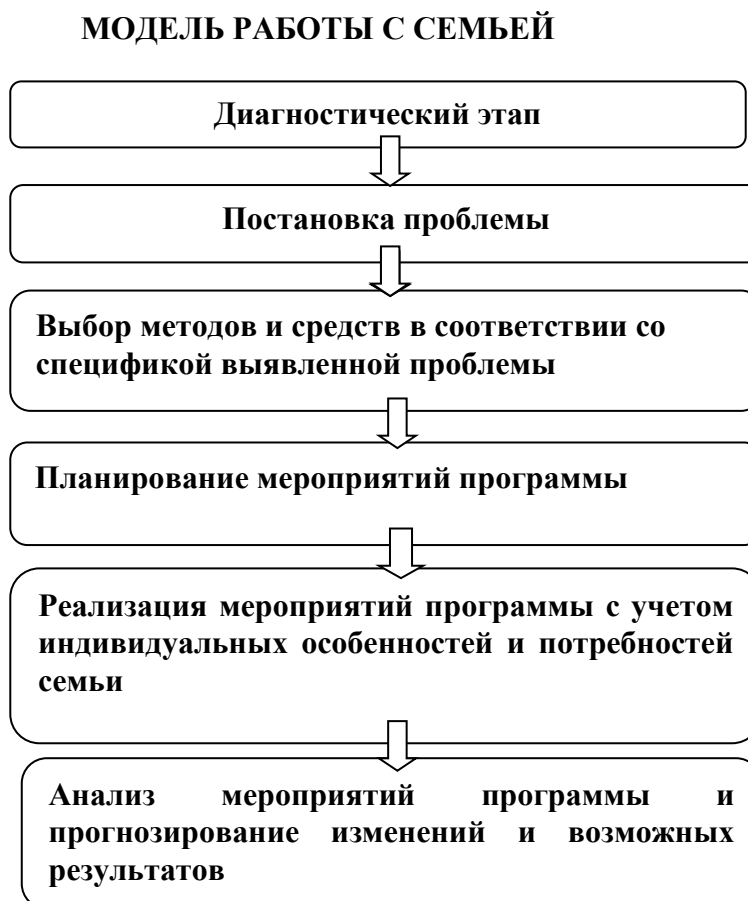 МОДЕЛЬ РАБОТЫ С СЕМЬЕЙ
Диагностический этап
Постановка проблемы
Выбор методов и средств в соответствии со
спецификой выявленной проблемы
Планирование мероприятий программы
Реализация мероприятий программы с учетом
индивидуальных особенностей и потребностей
семьи
Анализ мероприятий программы и
прогнозирование изменений и возможных
результатов